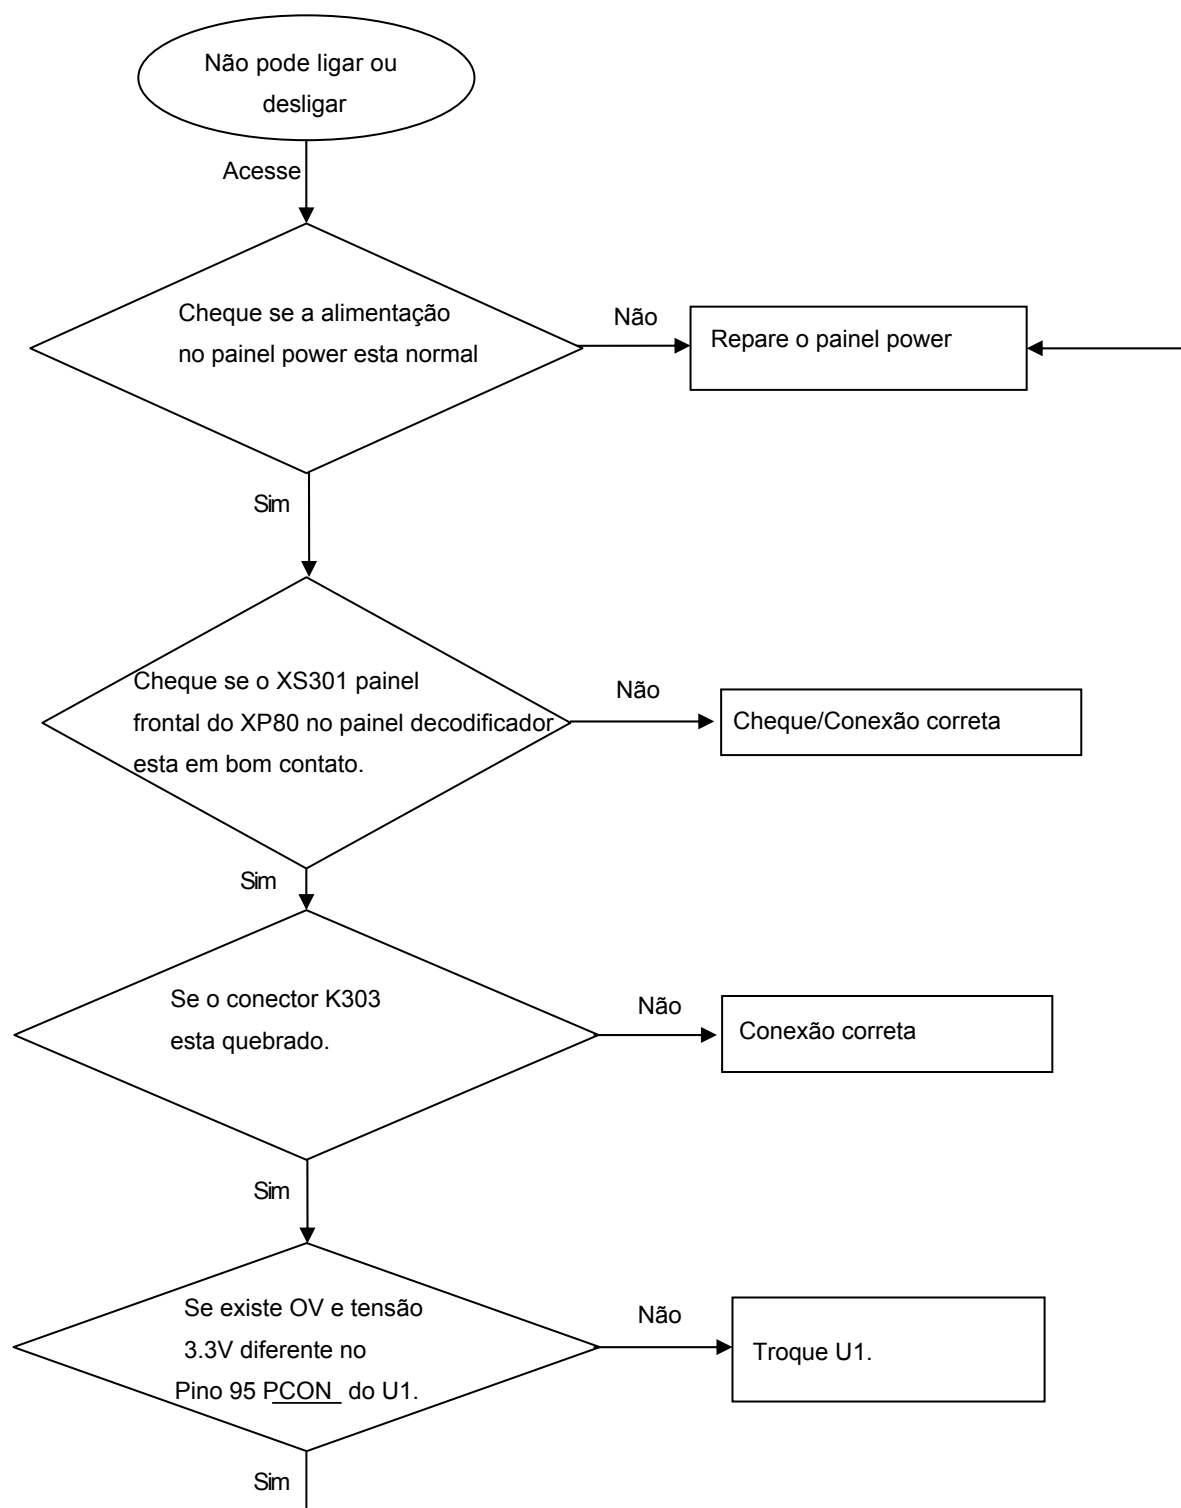 Não pode ligar ou
desligar
Acesse
Cheque se a alimentação
no painel power esta normal
Não
Repare o painel power
Sim
Cheque se o XS301 painel
frontal do XP80 no painel decodificador
esta em bom contato.
Não
Cheque/Conexão correta
Sim
Se o conector K303
esta quebrado.
Não
Conexão correta
Sim
Se existe OV e tensão
3.3V diferente no
Pino 95 PCON do U1.
Não
Troque U1.
Sim